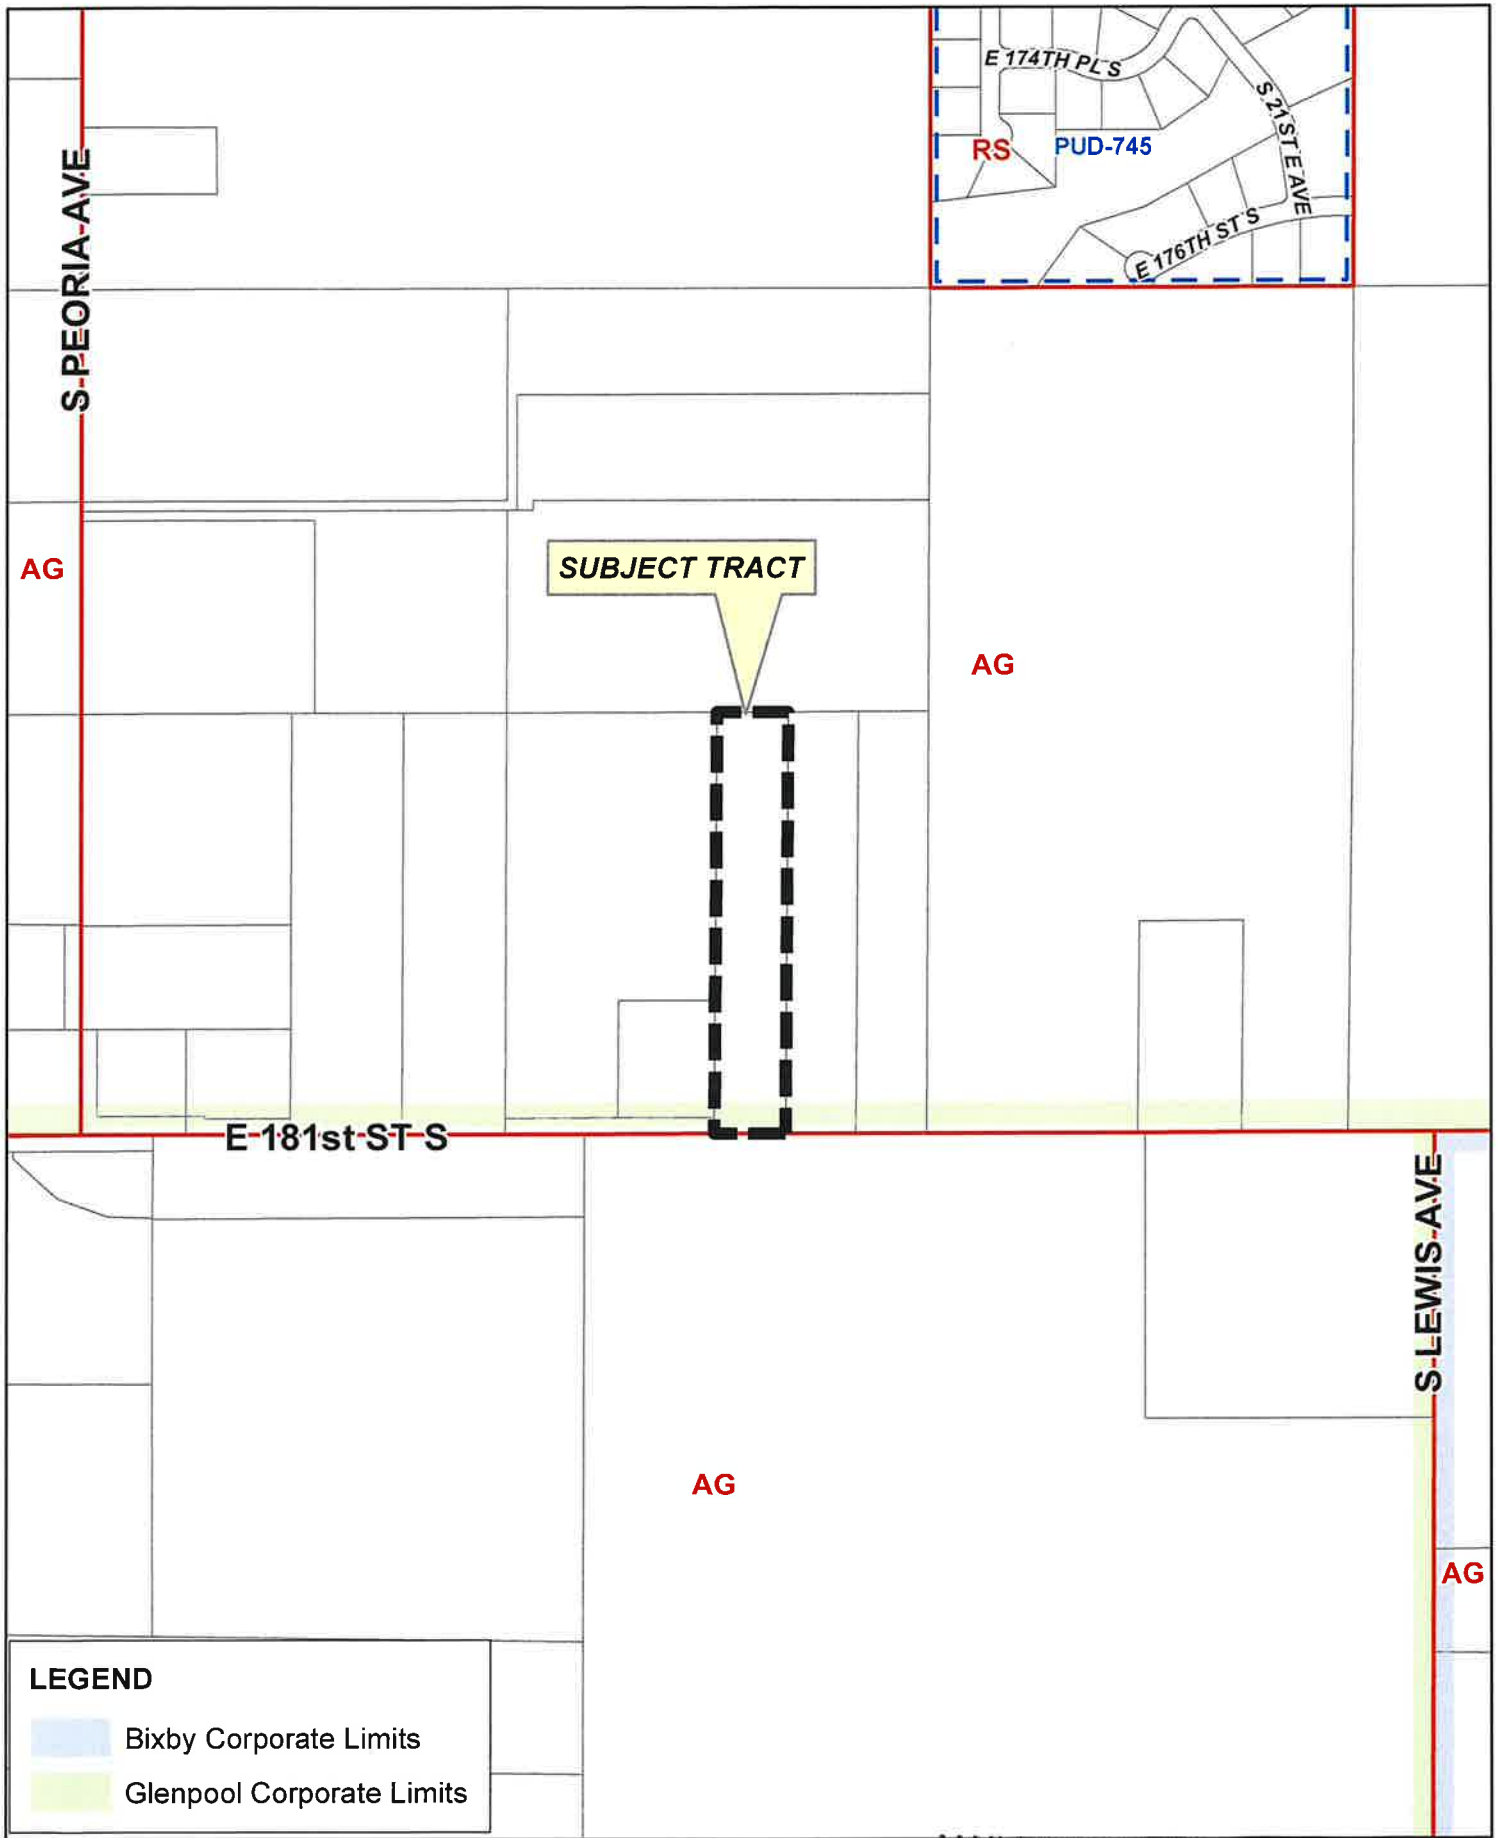 E 174TH PL S
S 21ST E AVE
RS
PUD-745
E 176TH ST S
S PEORIA AVE
SUBJECT TRACT
AG
AG
E 181st ST S
S LEWIS AVE
AG
AG
LEGEND
Bixby Corporate Limits
Glenpool Corporate Limits